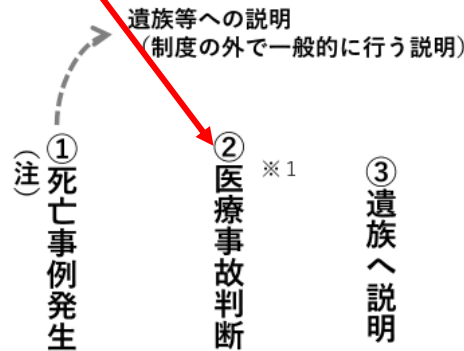 遺族等への説明
（制度の外で一般的に行う説明）
①死亡事例発生
（注）
②医療事故判断
※1
③遺族へ説明